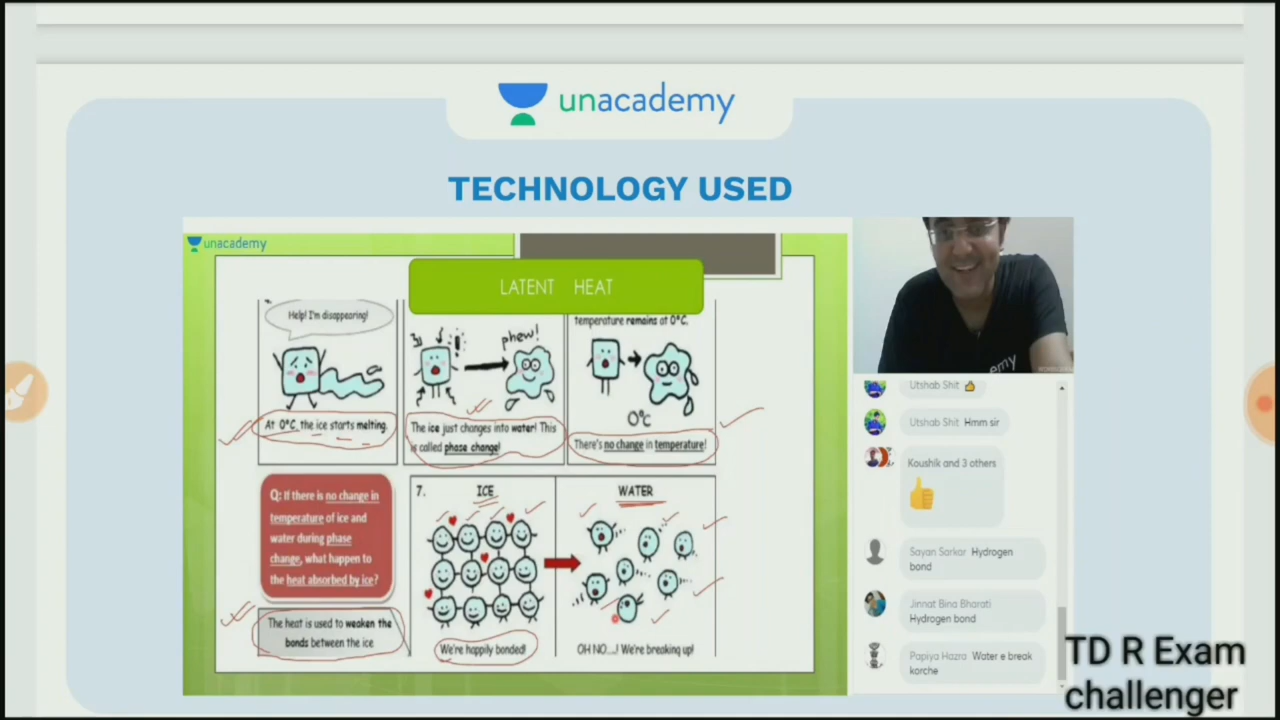 unacademy
TECHNOLOGY USED
unacademy
LATENT HEAT
Help! I'm disappearing!
At 0°C, the ice starts melting.
phew!
The ice just changes into water! This
is called phase change!
temperature remains at 0°C.
0°C
There's no change in temperature!
Q: If there is no change in
temperature of ice and
water during phase
change, what happen to
the heat absorbed by ice?
The heat is used to weaken the
bonds between the ice
7.
ICE
WATER
We're happily bonded!
OH NO....! We're breaking up!
emy
Utshab Shit
Utshab Shit Hmm sir
Koushik and 3 others
Sayan Sarkar Hydrogen
bond
Jinnat Bina Bharati
Hydrogen bond
Papiya Hazra Water e break
korche
TD R Exam
challenger